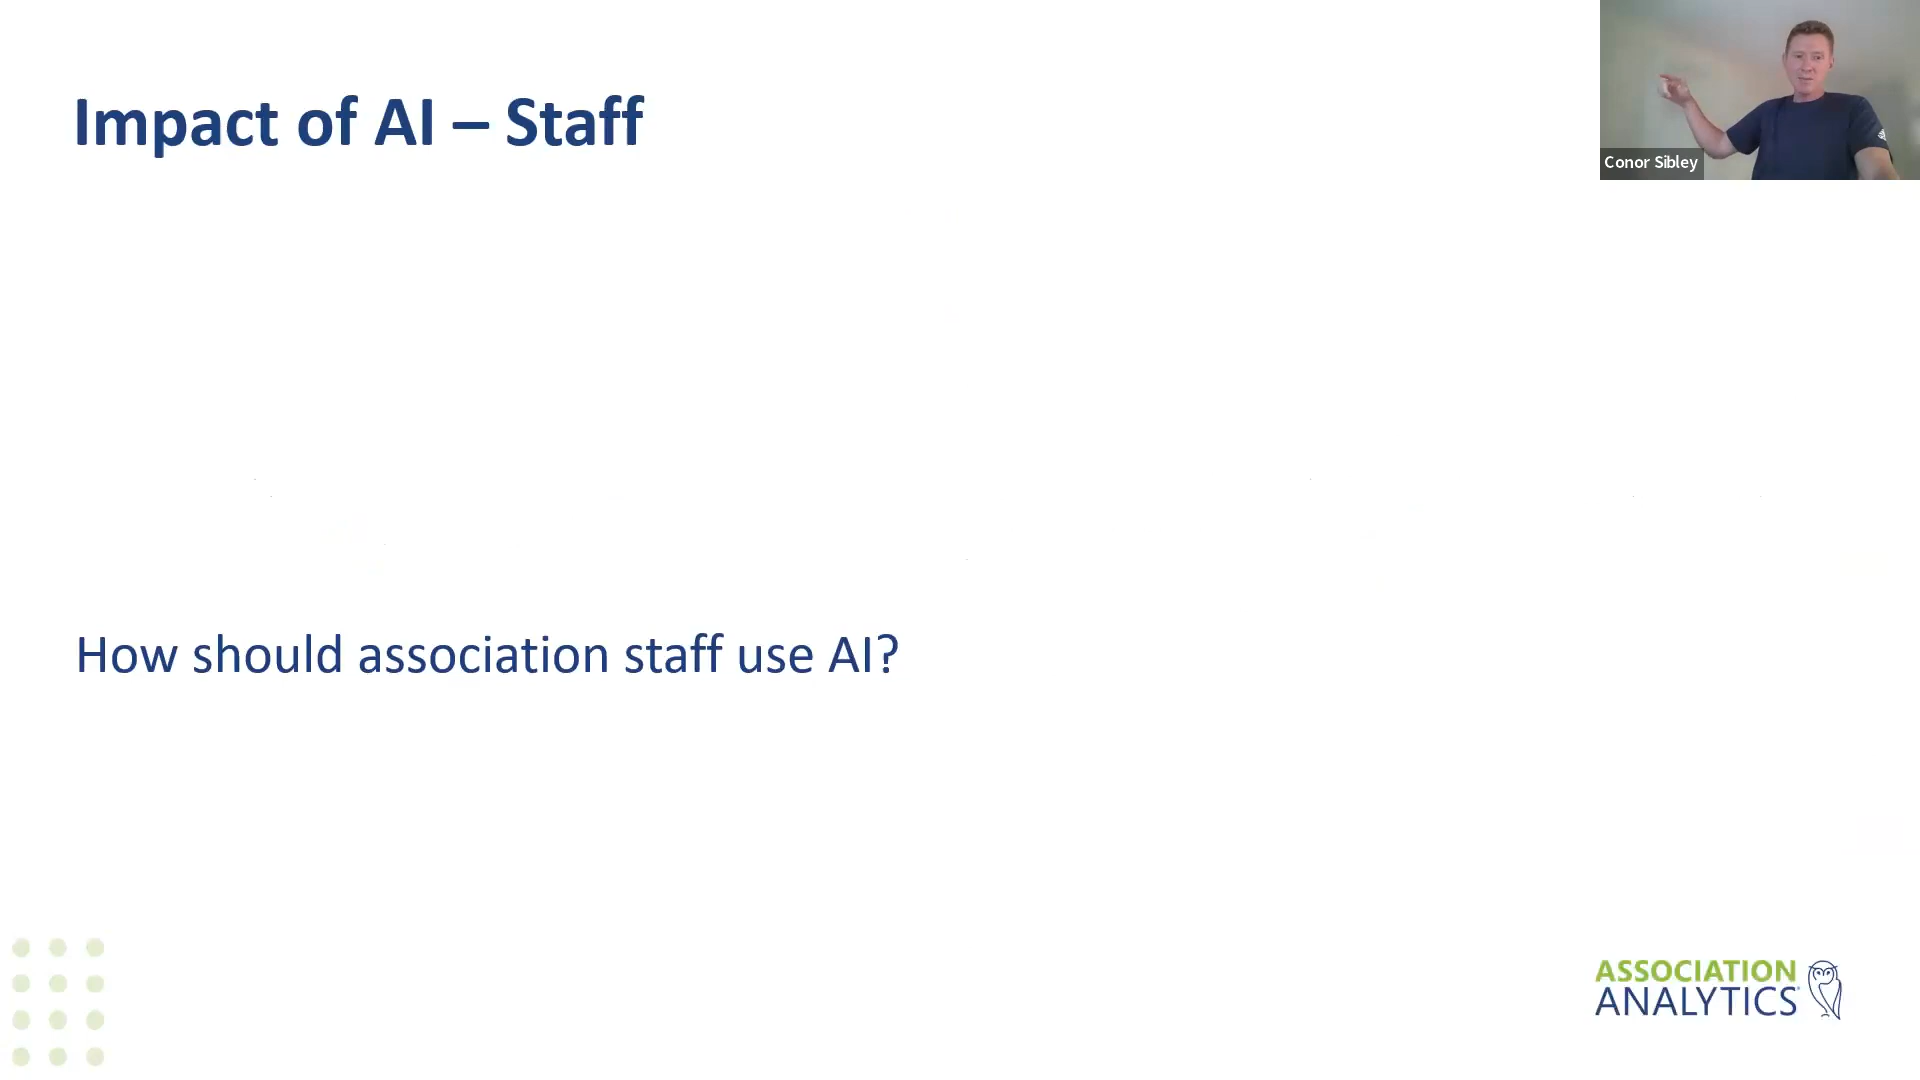 Impact of AI – Staff
Conor Sibley
How should association staff use AI?
ASSOCIATION
ANALYTICS